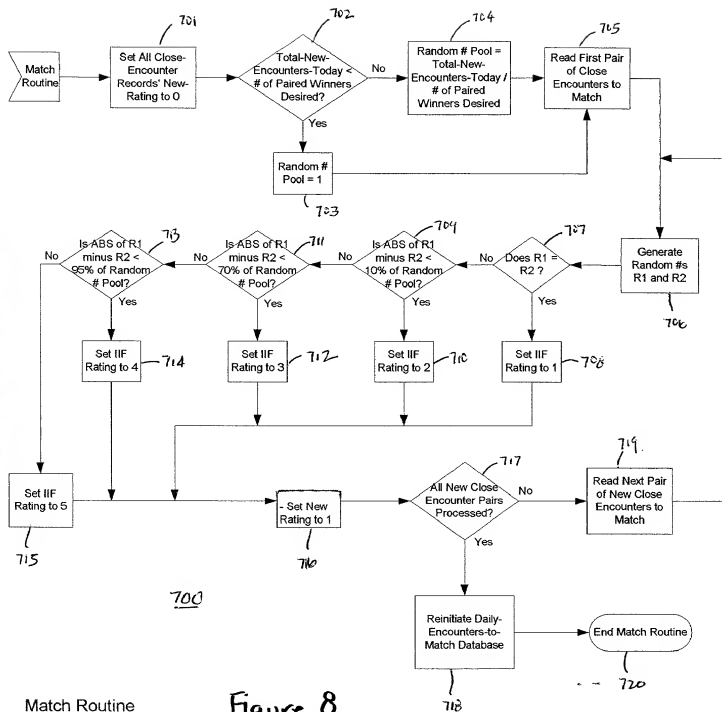 701
702
704
705
Match
Routine
Set All Close-
Encounter
Records' New-
Rating to 0
Total-New-
Encounters-Today <
# of Paired Winners
Desired?
No
Yes
Random # Pool =
Total-New-
Encounters-Today /
# of Paired
Winners Desired
Read First Pair
of Close
Encounters to
Match
Random #
Pool = 1
703
713
Is ABS of R1
minus R2 <
95% of Random
# Pool?
No
Yes
711
Is ABS of R1
minus R2 <
70% of Random
# Pool?
No
Yes
709
Is ABS of R1
minus R2 <
10% of Random
# Pool?
No
Yes
707
Does R1 =
R2 ?
No
Yes
Generate
Random #s
R1 and R2
706
Set IIF
Rating to 4
714
Set IIF
Rating to 3
712
Set IIF
Rating to 2
710
Set IIF
Rating to 1
708
Set IIF
Rating to 5
715
- Set New
Rating to 1
716
717
All New Close
Encounter Pairs
Processed?
No
Yes
719.
Read Next Pair
of New Close
Encounters to
Match
700
Reinitiate Daily-
Encounters-to-
Match Database
718
End Match Routine
720
Match Routine
Figure 8